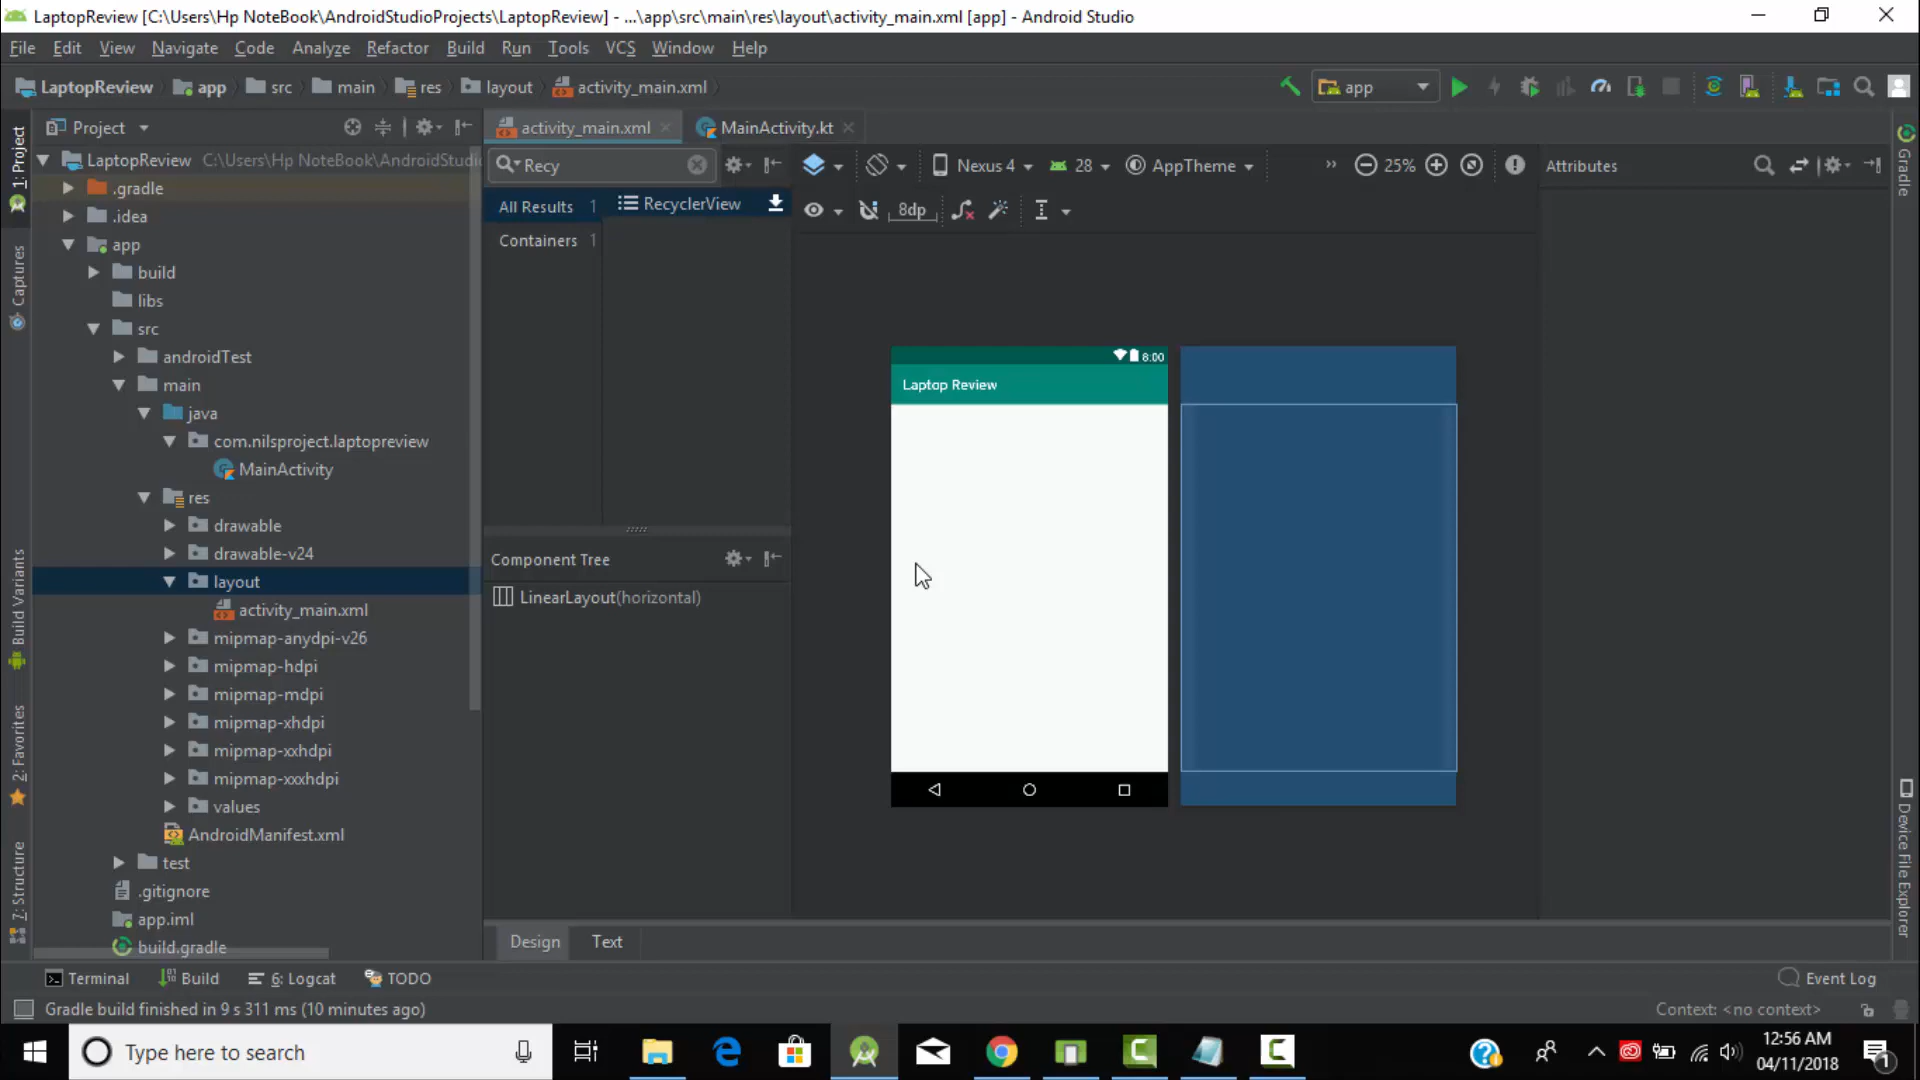 LaptopReview [C:\Users\Hp NoteBook\AndroidStudioProjects\LaptopReview] - ...\app\src\main\res\layout\activity_main.xml [app] - Android Studio
File Edit View Navigate Code Analyze Refactor Build Run Tools VCS Window Help
LaptopReview app src main res layout activity_main.xml
app
1: Project
Captures
Build Variants
2: Favorites
7: Structure
Project
LaptopReview C:\Users\Hp NoteBook\AndroidStudi
.gradle
.idea
app
build
libs
src
androidTest
main
java
com.nilsproject.laptopreview
MainActivity
res
drawable
drawable-v24
layout
activity_main.xml
mipmap-anydpi-v26
mipmap-hdpi
mipmap-mdpi
mipmap-xhdpi
mipmap-xxhdpi
mipmap-xxxhdpi
values
AndroidManifest.xml
test
.gitignore
app.iml
build.gradle
activity_main.xml MainActivity.kt
Recy
All Results 1
Containers 1
RecyclerView
Component Tree
LinearLayout(horizontal)
Nexus 4 28 AppTheme 25%
8dp
8:00
Laptop Review
Design Text
Attributes
Gradle
Device File Explorer
Terminal Build 6: Logcat TODO Event Log
Gradle build finished in 9 s 311 ms (10 minutes ago) Context: <no context>
Type here to search
12:56 AM
04/11/2018
1